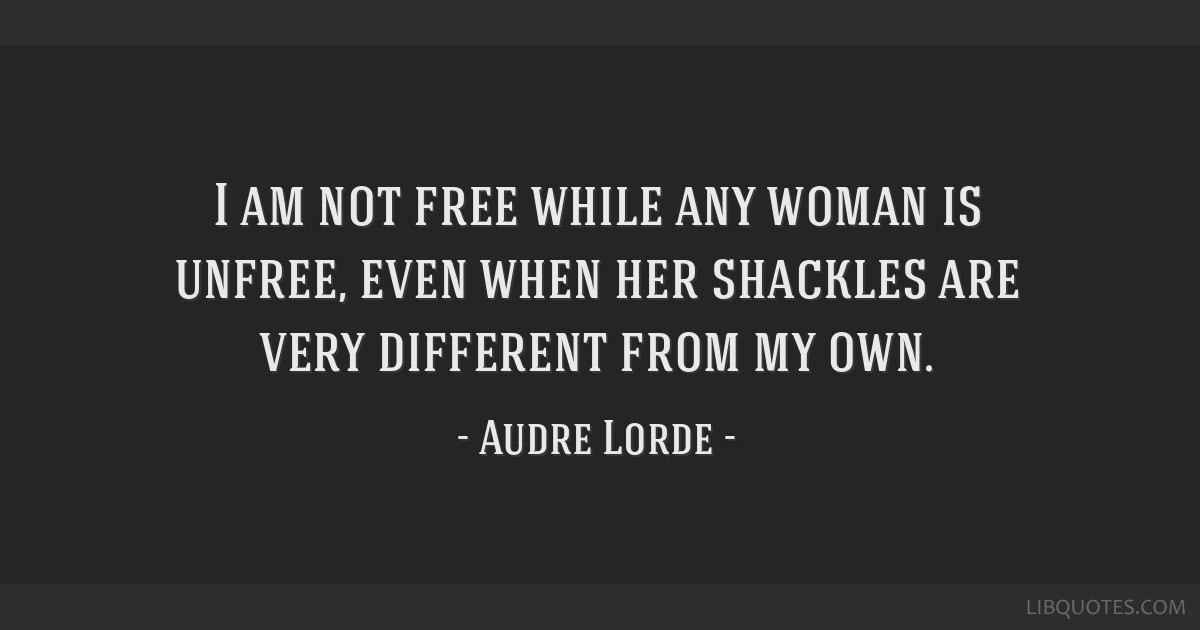 I AM NOT FREE WHILE ANY WOMAN IS
UNFREE, EVEN WHEN HER SHACKLES ARE
VERY DIFFERENT FROM MY OWN.
- AUDRE LORDE -
LIBQUOTES.COM